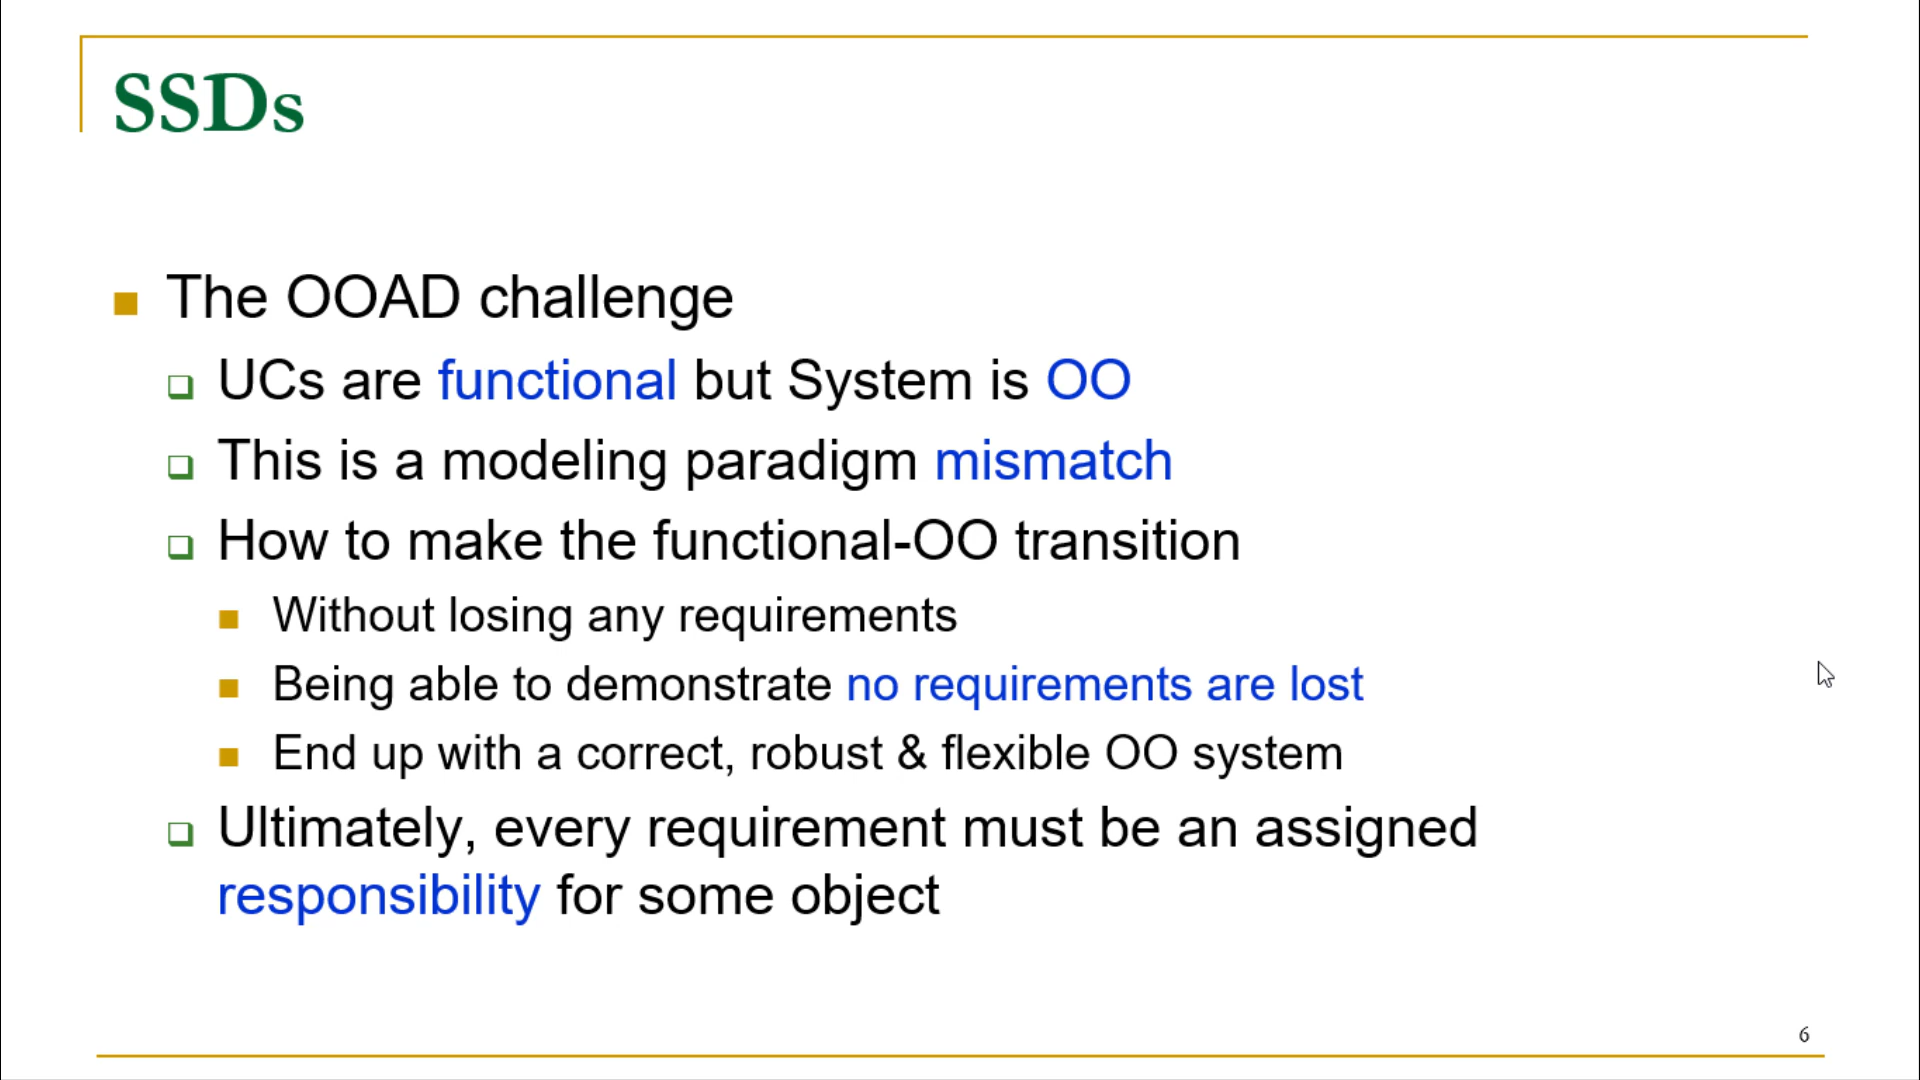 SSDs
The OOAD challenge
UCs are functional but System is OO
This is a modeling paradigm mismatch
How to make the functional-OO transition
Without losing any requirements
Being able to demonstrate no requirements are lost
End up with a correct, robust & flexible OO system
Ultimately, every requirement must be an assigned
responsibility for some object
6